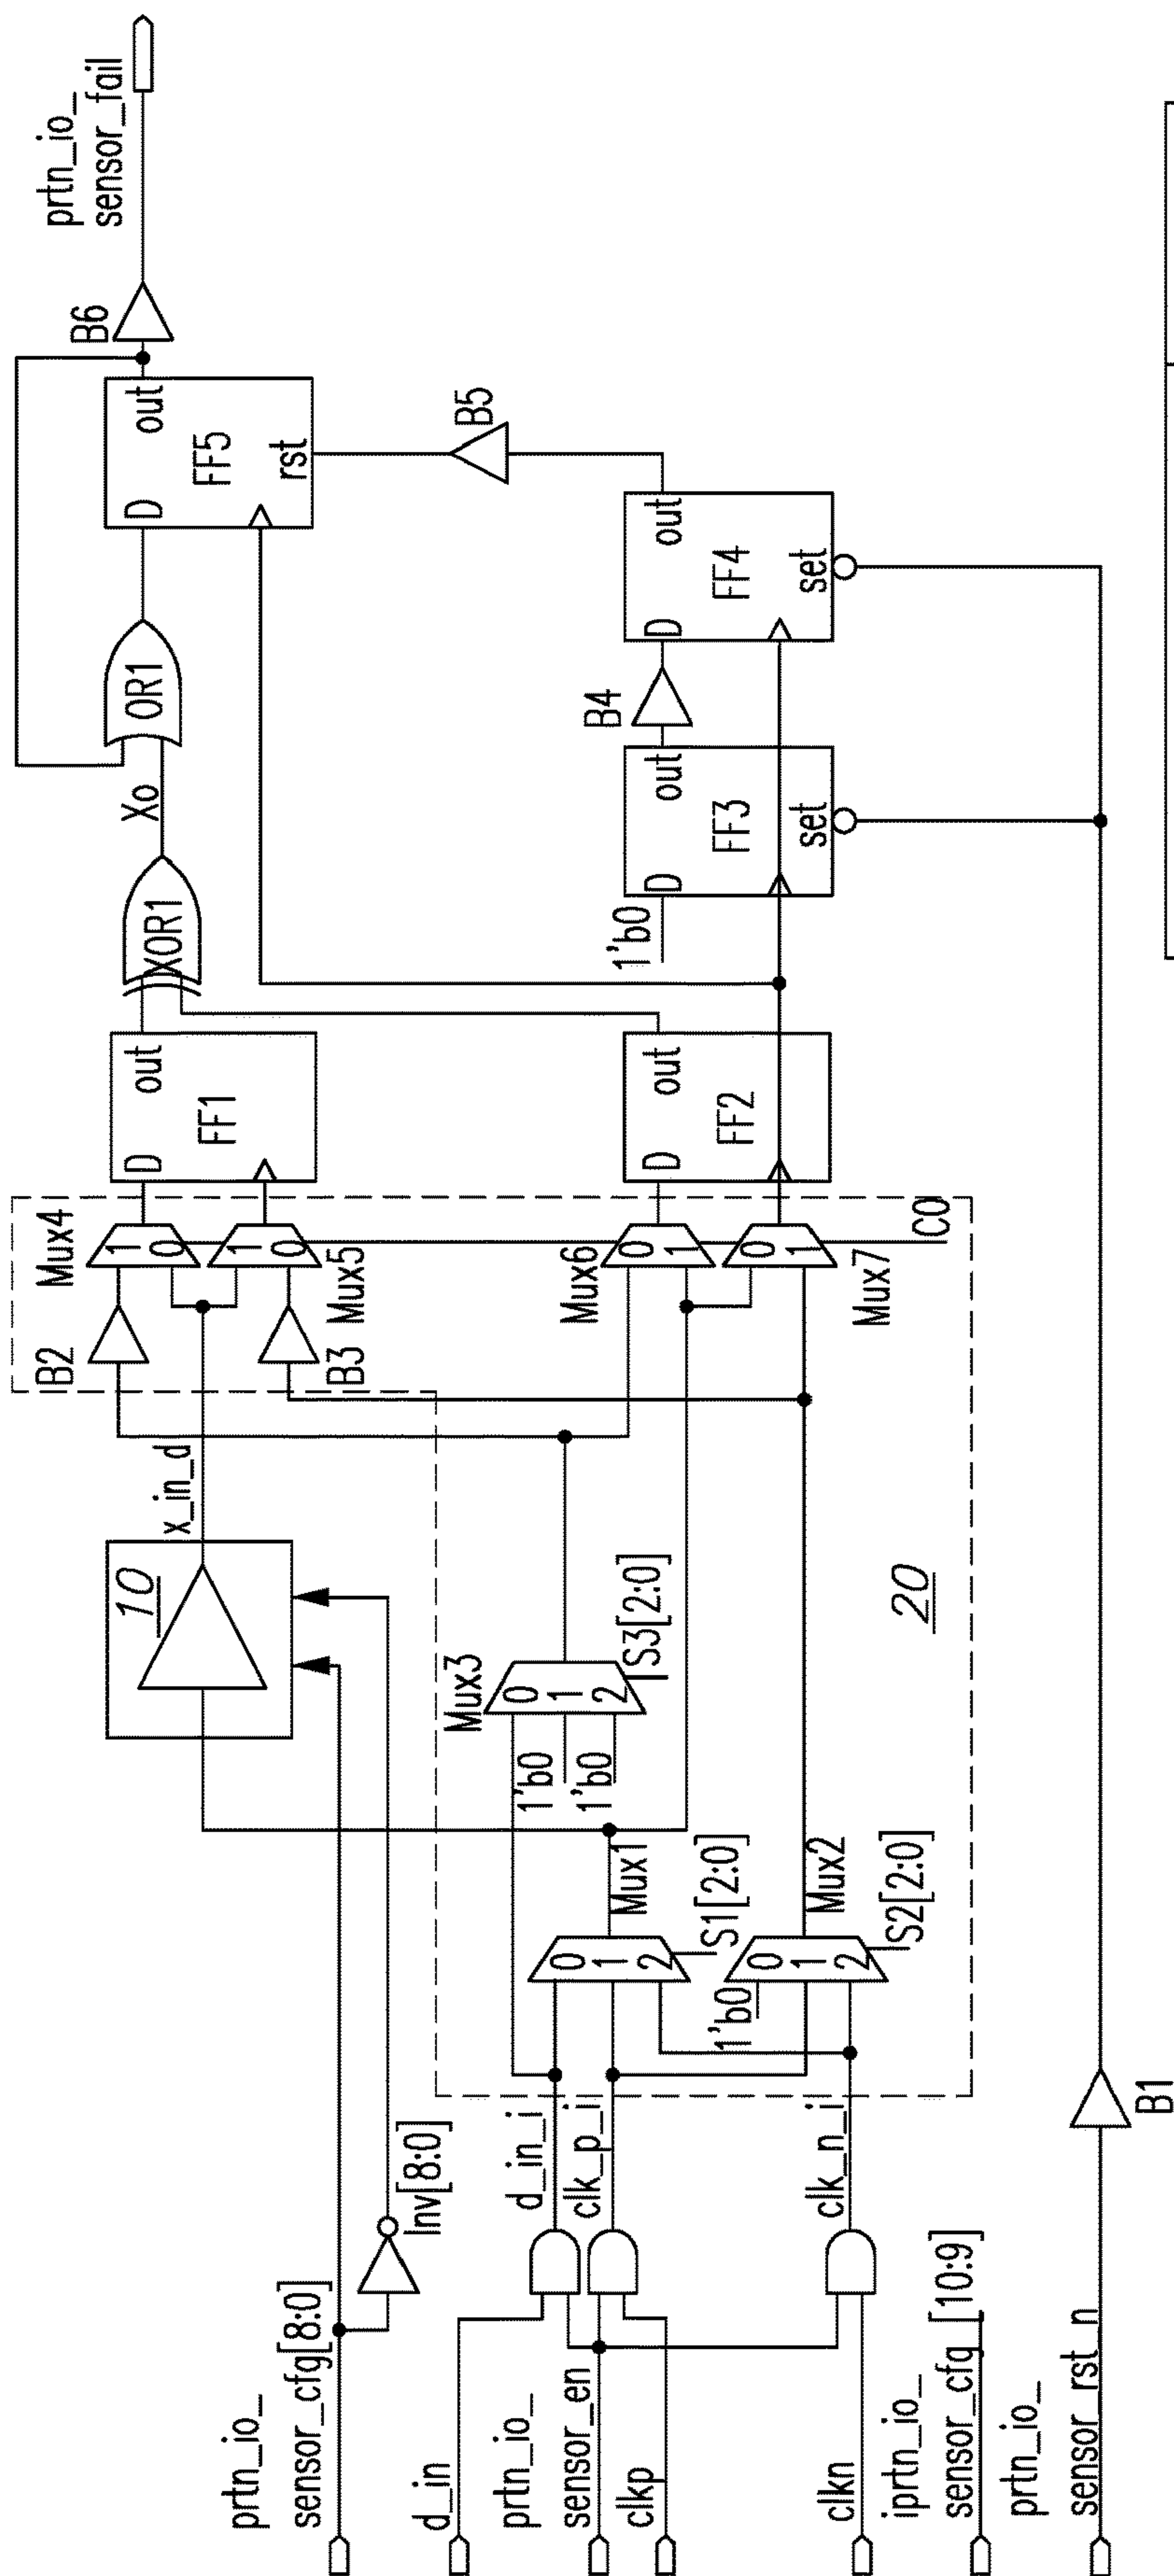 prtn_io_
sensor_cfg[8:0]
Inv[8:0]
d_in
prtn_io_
sensor_en
clkp
clkn
iprtn_io_
sensor_cfg_[10:9]
prtn_io_
sensor_rst_n
B1
d_in_i
clk_p_i
clk_n_i
0
1
2
Mux1
S1[2:0]
1'b0
0
1
2
Mux2
S2[2:0]
1'b0
1'b0
Mux3
0
1
2
S3[2:0]
20
10
x_in_d
B2
B3
Mux4
1
0
1
0
Mux5
Mux6
0
1
0
1
Mux7
C0
D
out
FF1
D
out
FF2
XOR1
Xo
OR1
1'b0
D
out
FF3
set
B4
D
out
FF4
set
B5
D
out
FF5
rst
B6
prtn_io_
sensor_fail